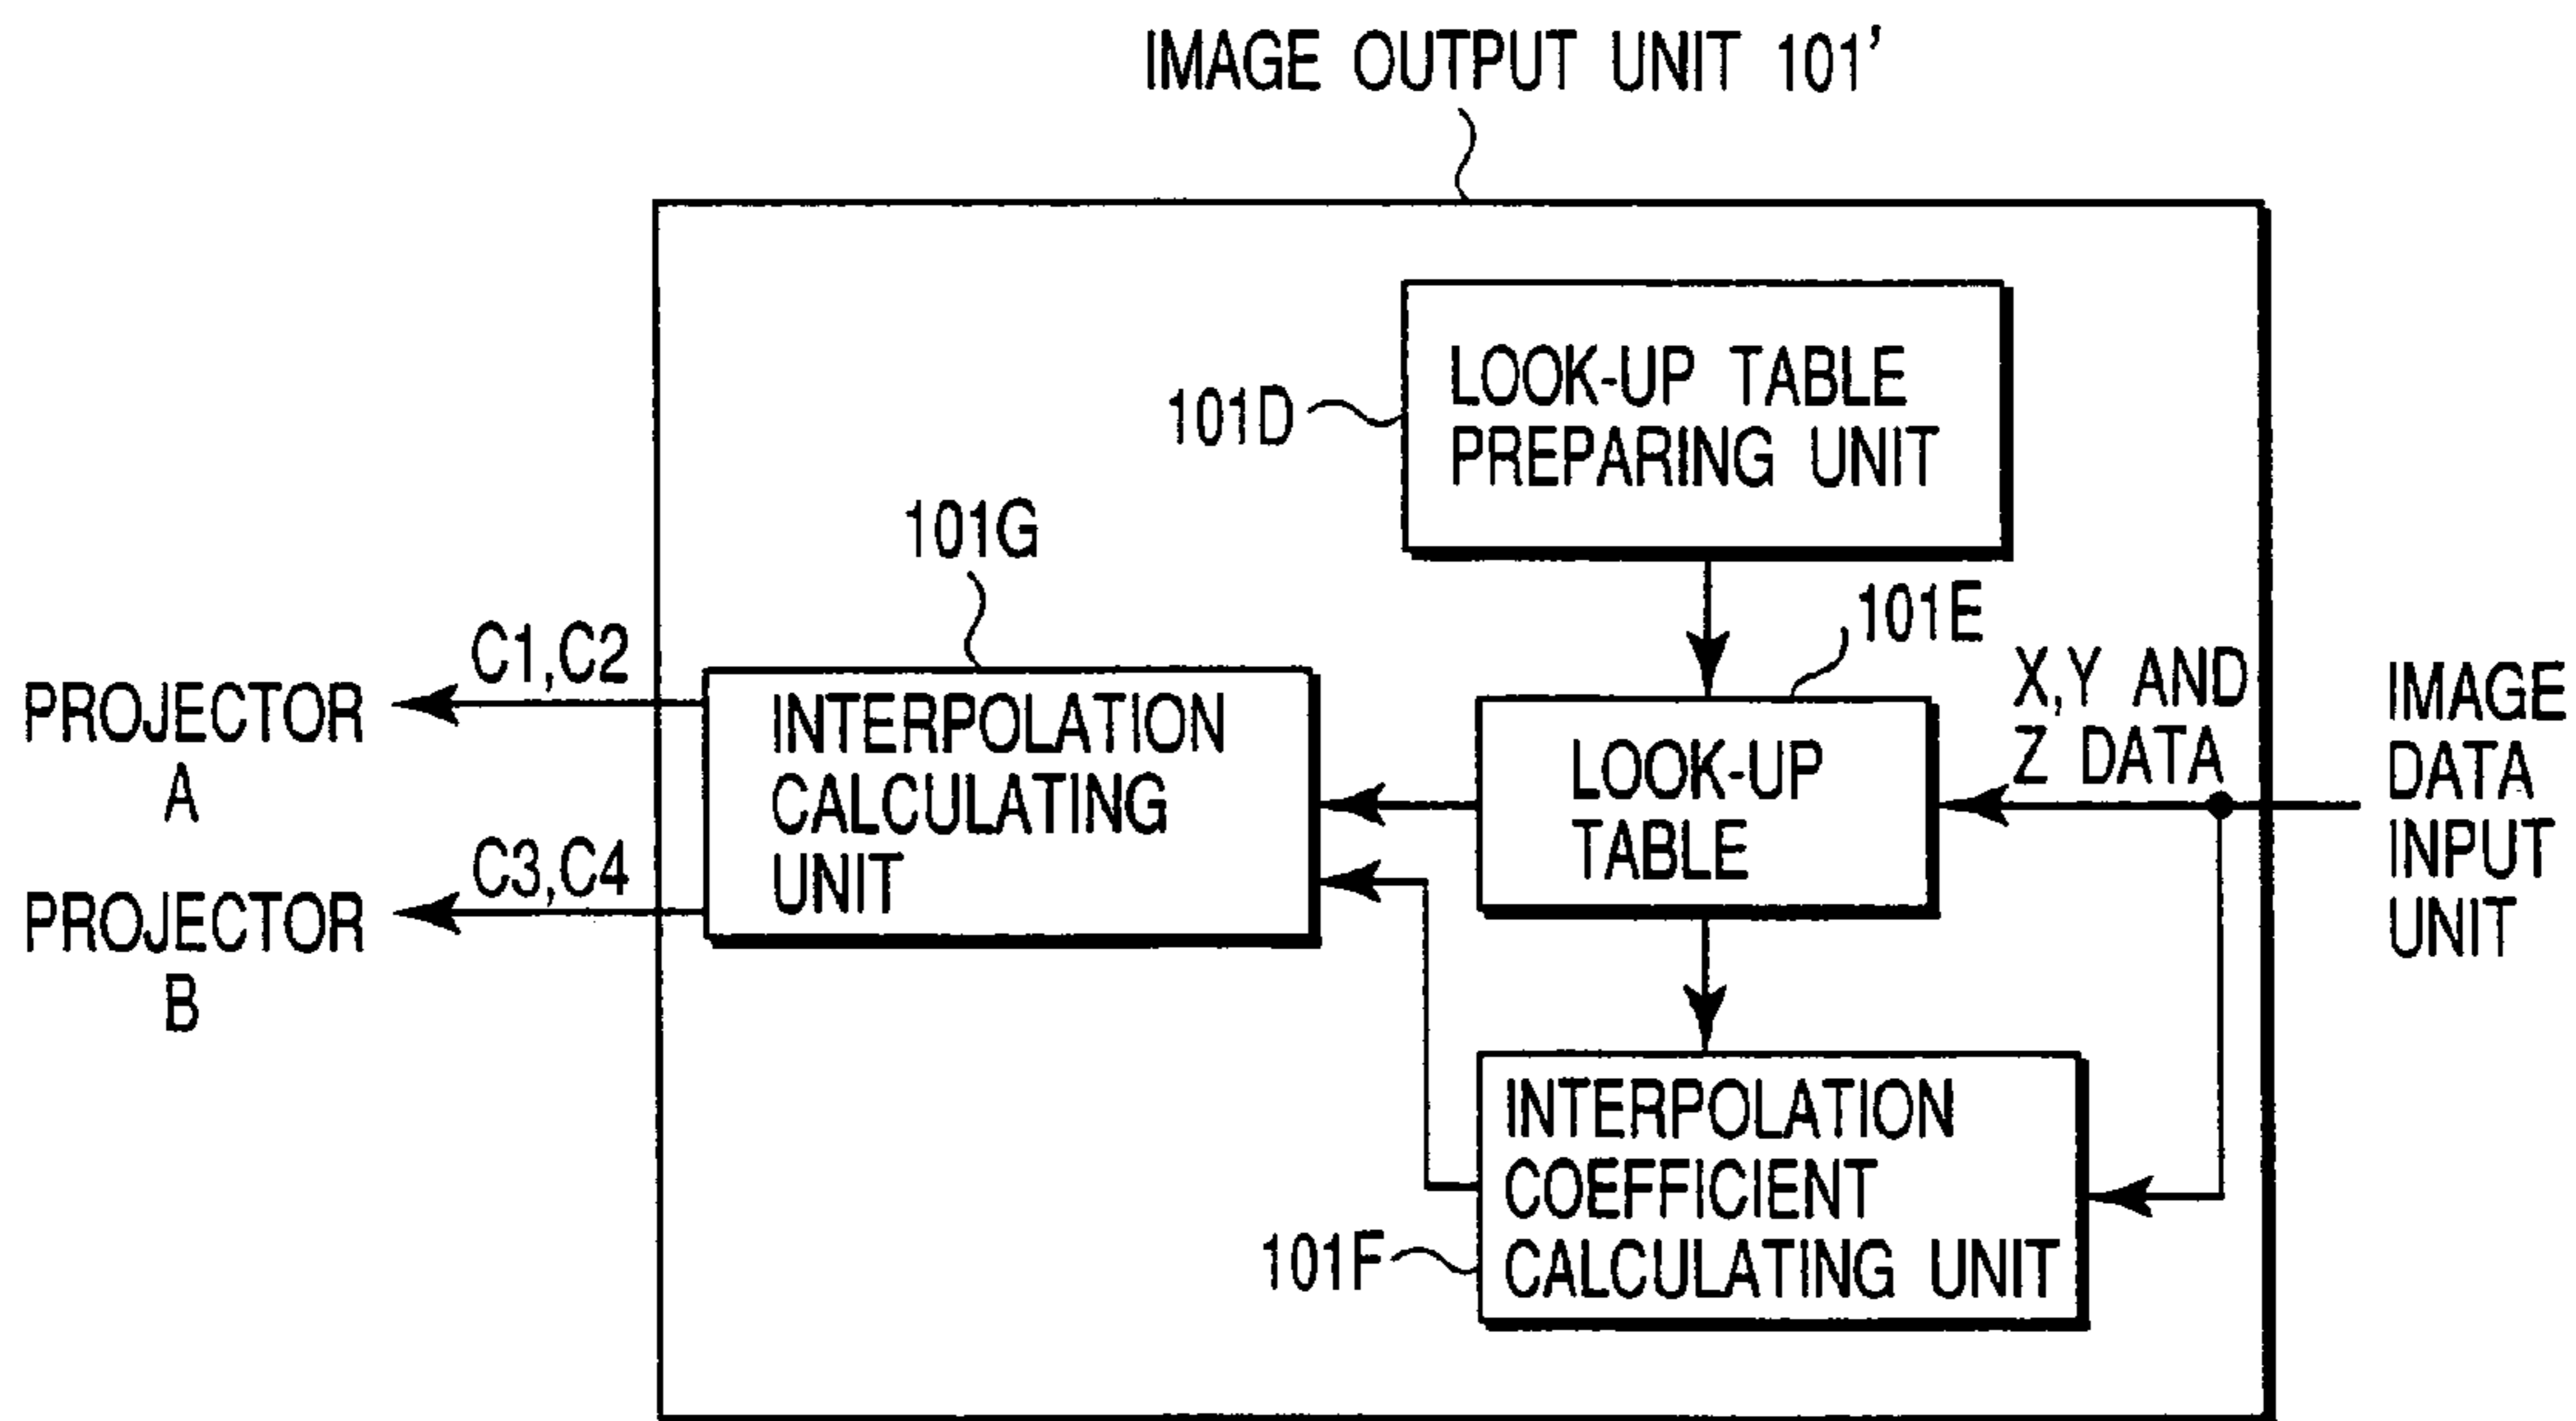 IMAGE OUTPUT UNIT 101'
101D
LOOK-UP TABLE
PREPARING UNIT
101G
101E
C1,C2
PROJECTOR
A
INTERPOLATION
CALCULATING
UNIT
LOOK-UP
TABLE
X,Y AND
Z DATA
IMAGE
DATA
INPUT
UNIT
C3,C4
PROJECTOR
B
101F
INTERPOLATION
COEFFICIENT
CALCULATING UNIT